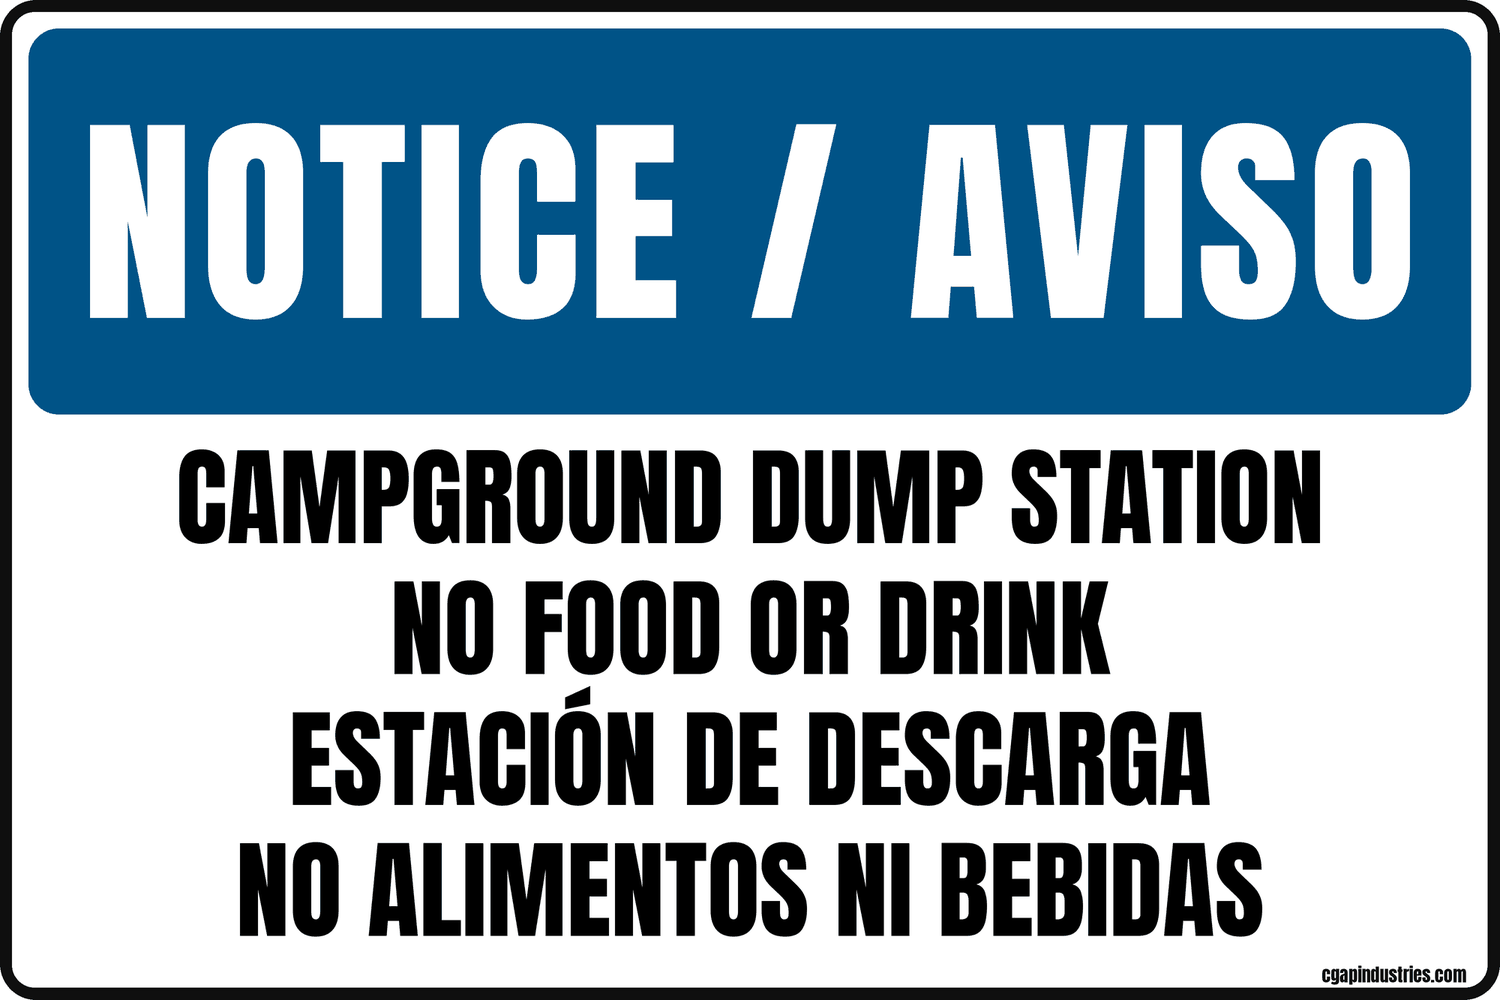 NOTICE / AVISO
CAMPGROUND DUMP STATION
NO FOOD OR DRINK
ESTACIÓN DE DESCARGA
NO ALIMENTOS NI BEBIDAS
cgapindustries.com